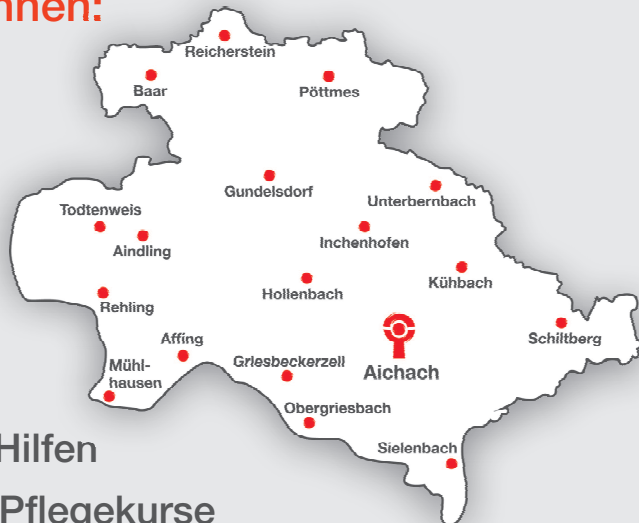 nnen:
Reicherstein
Baar
Pöttmes
Gundelsdorf
Unterbernbach
Todtenweis
Inchenhofen
Aindling
Kühbach
Hollenbach
Rehling
Schiltberg
Affing
Mühl-
hausen
Griesbeckerzell
Aichach
Obergriesbach
Sielenbach
Hilfen
Pflegekurse